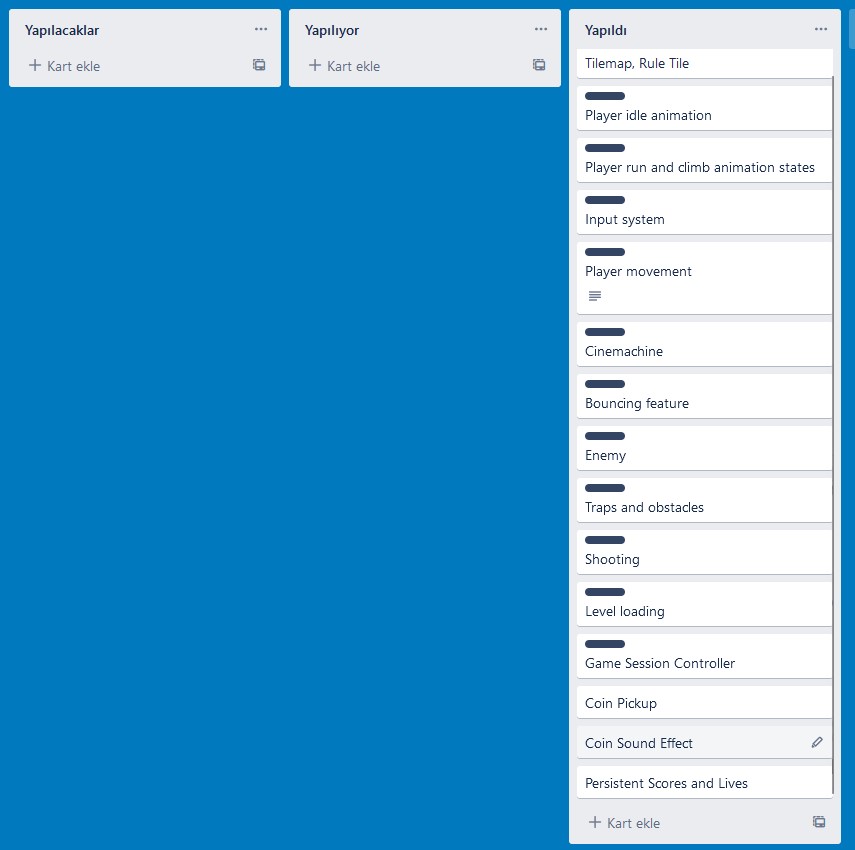 Yapılacaklar
Kart ekle
Yapılıyor
Kart ekle
Yapıldı
Tilemap, Rule Tile
Player idle animation
Player run and climb animation states
Input system
Player movement
Cinemachine
Bouncing feature
Enemy
Traps and obstacles
Shooting
Level loading
Game Session Controller
Coin Pickup
Coin Sound Effect
Persistent Scores and Lives
Kart ekle